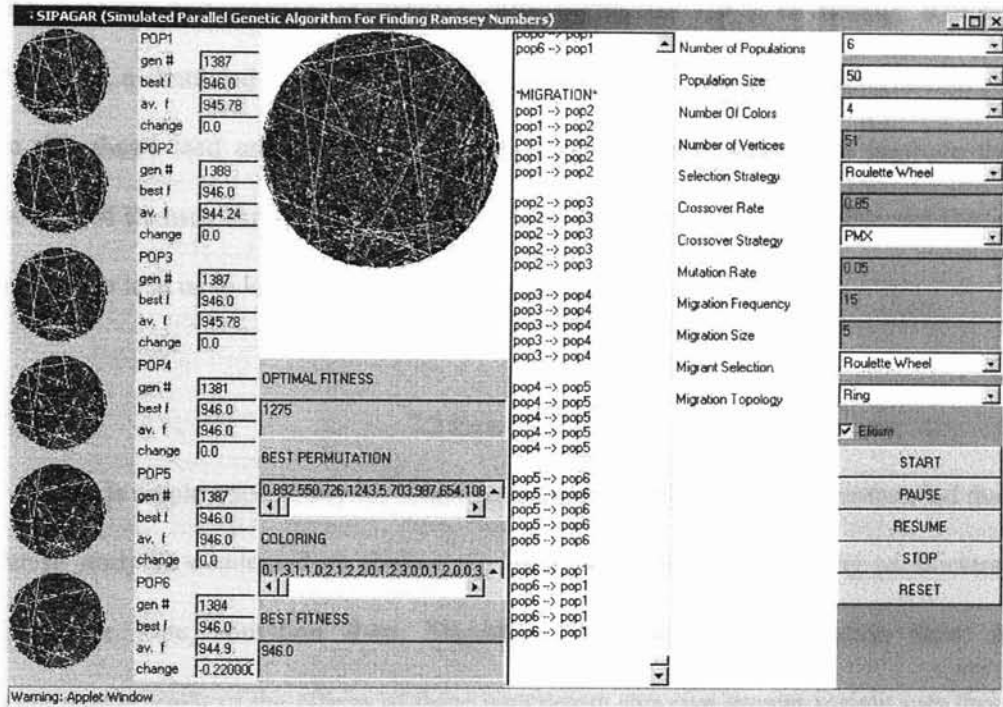 SIPAGAR (Simulated Parallel Genetic Algorithm For Finding Ramsey Numbers)
POP1
gen # 1387
best f 946.0
av. f 945.78
change 0.0
POP2
gen # 1388
best f 946.0
av. f 944.24
change 0.0
POP3
gen # 1387
best f 946.0
av. f 945.78
change 0.0
POP4
gen # 1381
best f 946.0
av. f 946.0
change 0.0
POP5
gen # 1387
best f 946.0
av. f 946.0
change 0.0
POP6
gen # 1384
best f 946.0
av. f 944.9.
change -0.22000
OPTIMAL FITNESS
1275
BEST PERMUTATION
0,892,550,726,1243,5,703,987,654,108
COLORING
0,1,3,1,1,0,2,1,2,2,0,1,2,3,0,0,1,2,0,0,3
BEST FITNESS
946.0
pop6 --> pop1
pop6 --> pop1
*MIGRATION*
pop1 --> pop2
pop1 --> pop2
pop1 --> pop2
pop1 --> pop2
pop1 --> pop2
pop2 --> pop3
pop2 --> pop3
pop2 --> pop3
pop2 --> pop3
pop2 --> pop3
pop3 --> pop4
pop3 --> pop4
pop3 --> pop4
pop3 --> pop4
pop3 --> pop4
pop4 --> pop5
pop4 --> pop5
pop4 --> pop5
pop4 --> pop5
pop4 --> pop5
pop5 --> pop6
pop5 --> pop6
pop5 --> pop6
pop5 --> pop6
pop5 --> pop6
pop6 --> pop1
pop6 --> pop1
pop6 --> pop1
pop6 --> pop1
pop6 --> pop1
Number of Populations 6
Population Size 50
Number Of Colors 4
Number of Vertices 51
Selection Strategy Roulette Wheel
Crossover Rate 0.85
Crossover Strategy PMX
Mutation Rate 0.05
Migration Frequency 15
Migration Size 5
Migrant Selection Roulette Wheel
Migration Topology Ring
Elitism
START
PAUSE
RESUME
STOP
RESET
Warning: Applet Window